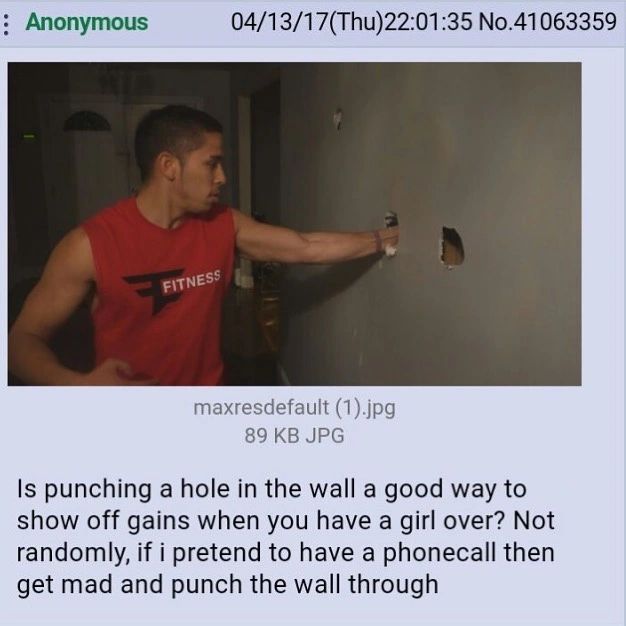 Anonymous 04/13/17(Thu)22:01:35 No.41063359
FITNESS
maxresdefault (1).jpg
89 KB JPG
Is punching a hole in the wall a good way to
show off gains when you have a girl over? Not
randomly, if i pretend to have a phonecall then
get mad and punch the wall through